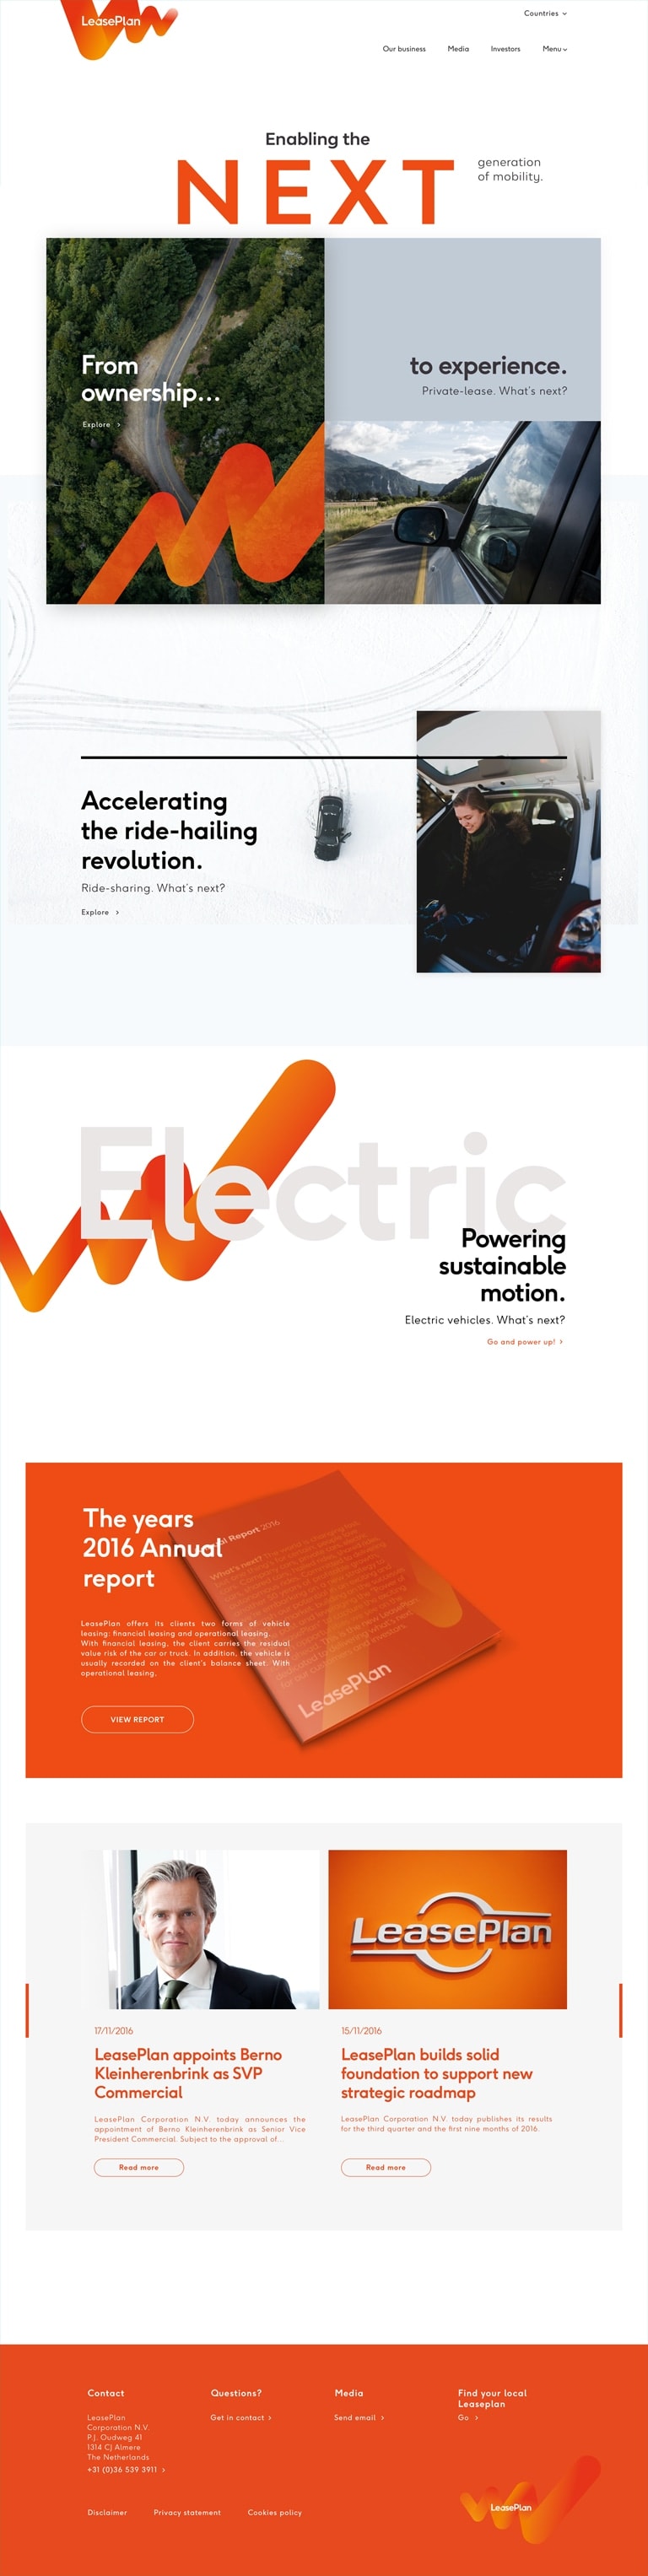 LeasePlan
Countries
Our business Media Investors Menu
Enabling the
NEXT
generation
of mobility.
From
ownership...
Explore
to experience.
Private-lease. What's next?
Accelerating
the ride-hailing
revolution.
Ride-sharing. What's next?
Explore
Electric
Powering
sustainable
motion.
Electric vehicles. What's next?
Go and power up!
The years
2016 Annual
report
Report 2016
What's next?
LeasePlan
LeasePlan offers its clients two forms of vehicle
leasing: financial leasing and operational leasing.
With financial leasing, the client carries the residual
value risk of the car or truck. In addition, the vehicle is
usually recorded on the client's balance sheet. With
operational leasing,
VIEW REPORT
LeasePlan
17/11/2016
LeasePlan appoints Berno
Kleinherenbrink as SVP
Commercial
LeasePlan Corporation N.V. today announces the
appointment of Berno Kleinherenbrink as Senior Vice
President Commercial. Subject to the approval of ..
Read more
15/11/2016
LeasePlan builds solid
foundation to support new
strategic roadmap
LeasePlan Corporation N.V. today publishes its results
for the third quarter and the first nine months of 2016.
Read more
Contact
LeasePlan
Corporation N.V.
P.J. Oudweg 41
1314 CJ Almere
The Netherlands
+31 (0)36 539 3911
Questions?
Get in contact
Media
Send email
Find your local
Leaseplan
Go
Disclaimer Privacy statement Cookies policy
LeasePlan